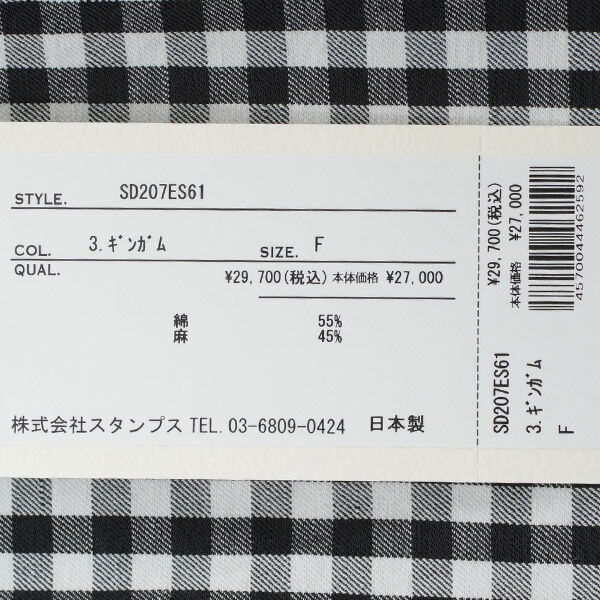 STYLE. SD207ES61
COL. 3.ｷﾞﾝｶﾞﾑ SIZE. F
QUAL. ¥29,700(税込) 本体価格 ¥27,000
綿 55%
麻 45%
株式会社スタンプス TEL. 03-6809-0424 日本製
¥29,700(税込)
本体価格 ¥27,000
4570044462592
SD207ES61
3.ｷﾞﾝｶﾞﾑ
F